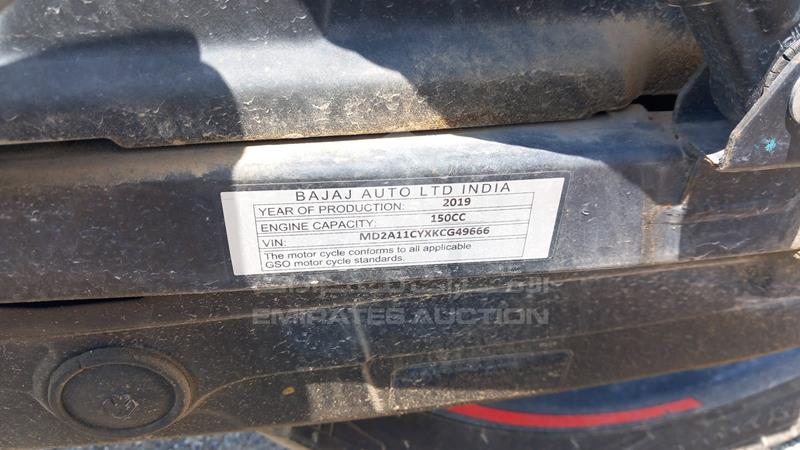 BAJAJ AUTO LTD INDIA
YEAR OF PRODUCTION: 2019
ENGINE CAPACITY: 150CC
VIN: MD2A11CYXKCG49666
The motor cycle conforms to all applicable
GSO motor cycle standards.
EMIRATES AUCTION